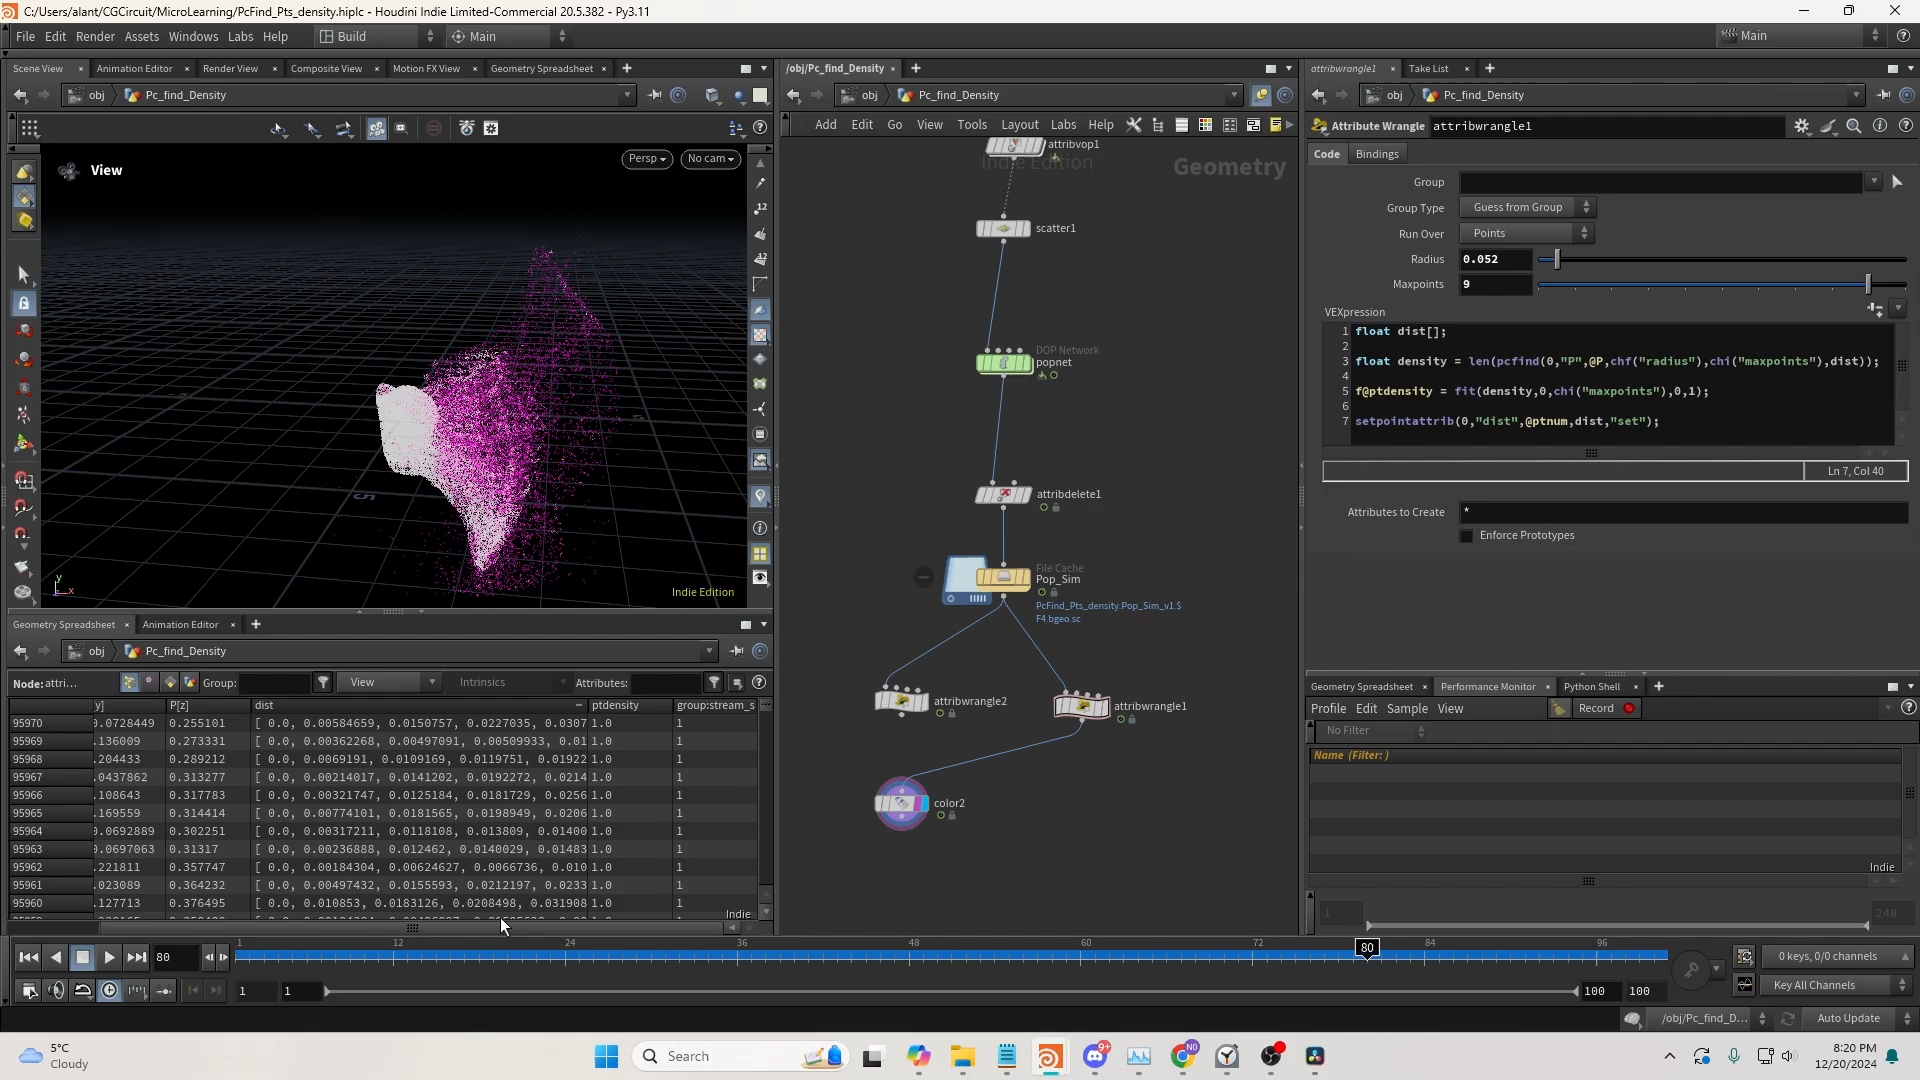 C:/Users/alant/CGCircuit/MicroLearning/PcFind_Pts_density.hiplc - Houdini Indie Limited-Commercial 20.5.382 - Py3.11
File Edit Render Assets Windows Labs Help Build Main Main
Scene View Animation Editor Render View Composite View Motion FX View Geometry Spreadsheet
obj Pc_find_Density
View
Persp No cam
Indie Edition
/obj/Pc_find_Density
obj Pc_find_Density
Add Edit Go View Tools Layout Labs Help
Indie Edition
Geometry
attribvop1
scatter1
DOP Network
popnet
attribdelete1
File Cache
Pop_Sim
PcFind_Pts_density.Pop_Sim_v1.$
F4.bgeo.sc
attribwrangle2
attribwrangle1
color2
attribwrangle1 Take List
obj Pc_find_Density
Attribute Wrangle attribwrangle1
Code Bindings
Group
Group Type Guess from Group
Run Over Points
Radius 0.052
Maxpoints 9
VEXpression
1 float dist[];
2
3 float density = len(pcfind(0,"P",@P,chf("radius"),chi("maxpoints"),dist));
4
5 f@ptdensity = fit(density,0,chi("maxpoints"),0,1);
6
7 setpointattrib(0,"dist",@ptnum,dist,"set");
Ln 7, Col 40
Attributes to Create *
Enforce Prototypes
Geometry Spreadsheet Animation Editor
obj Pc_find_Density
Node: attri... Group: View Intrinsics Attributes:
y] P[z] dist ptdensity group:stream_s
95970 0.0728449 0.255101 [ 0.0, 0.00584659, 0.0150757, 0.0227035, 0.0307 1.0 1
95969 .136009 0.273331 [ 0.0, 0.00362268, 0.00497091, 0.00509933, 0.01 1.0 1
95968 .204433 0.289212 [ 0.0, 0.0069191, 0.0109169, 0.0119751, 0.01922 1.0 1
95967 .0437862 0.313277 [ 0.0, 0.00214017, 0.0141202, 0.0192272, 0.0214 1.0 1
95966 .108643 0.317783 [ 0.0, 0.00321747, 0.0125184, 0.0181729, 0.0256 1.0 1
95965 .169559 0.314414 [ 0.0, 0.00774101, 0.0181565, 0.0198949, 0.0206 1.0 1
95964 0.0692889 0.302251 [ 0.0, 0.00317211, 0.0118108, 0.013809, 0.01400 1.0 1
95963 0.0697063 0.31317 [ 0.0, 0.00236888, 0.012462, 0.0140029, 0.01483 1.0 1
95962 .221811 0.357747 [ 0.0, 0.00184304, 0.00624627, 0.0066736, 0.010 1.0 1
95961 .023089 0.364232 [ 0.0, 0.00497432, 0.0155593, 0.0212197, 0.0233 1.0 1
95960 .127713 0.376495 [ 0.0, 0.010853, 0.0183126, 0.0208498, 0.031908 1.0 1
Indie
Geometry Spreadsheet Performance Monitor Python Shell
Profile Edit Sample View Record
No Filter
Name (Filter: )
Indie
1 240
80 1 12 24 36 48 60 72 80 84 96
0 keys, 0/0 channels
1 1 100 100
Key All Channels
/obj/Pc_find_D... Auto Update
5°C
Cloudy
Search
9+
N0
8:20 PM
12/20/2024